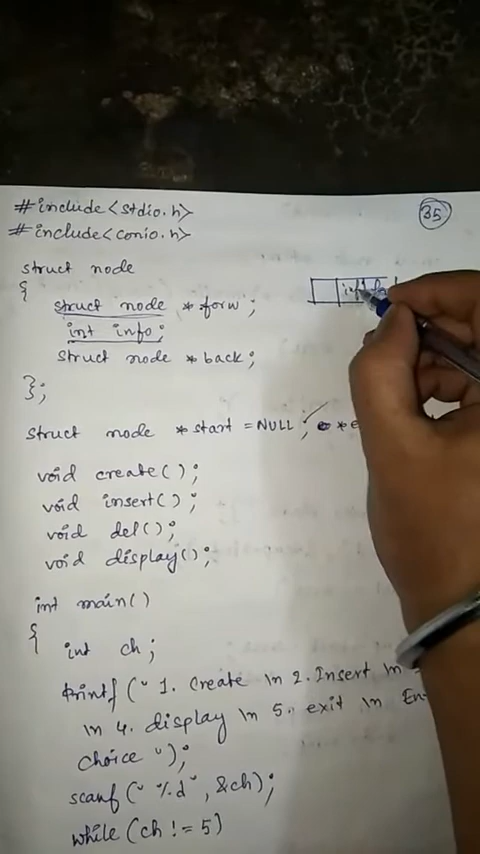 35
#include<stdio.h>
#include<conio.h>
struct node
{
struct node *forw;
int info;
struct node *back;
};
struct node *start = NULL, *e
void create();
void insert();
void del();
void display();
int main()
{
int ch;
printf(" 1. Create \n 2. Insert \n
\n 4. display \n 5. exit \n En
choice ");
scanf(" %d", &ch);
while(ch != 5)